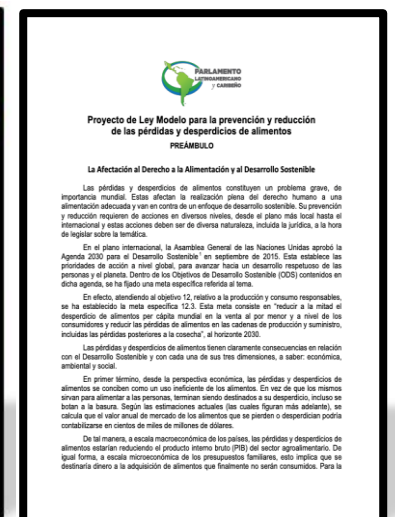 PARLAMENTO
LATINOAMERICANO
y CARIBEÑO
Proyecto de Ley Modelo para la prevención y reducción
de las pérdidas y desperdicios de alimentos
PREÁMBULO
La Afectación al Derecho a la Alimentación y al Desarrollo Sostenible
Las pérdidas y desperdicios de alimentos constituyen un problema grave, de
importancia mundial. Estas afectan la realización plena del derecho humano a una
alimentación adecuada y van en contra de un enfoque de desarrollo sostenible. Su prevención
y reducción requieren de acciones en diversos niveles, desde el plano más local hasta el
internacional y estas acciones deben ser de diversa naturaleza, incluida la jurídica, a la hora
de legislar sobre la temática.
En el plano internacional, la Asamblea General de las Naciones Unidas aprobó la
Agenda 2030 para el Desarrollo Sostenible¹ en septiembre de 2015. Esta establece las
prioridades de acción a nivel global, para avanzar hacia un desarrollo respetuoso de las
personas y el planeta. Dentro de los Objetivos de Desarrollo Sostenible (ODS) contenidos en
dicha agenda, se ha fijado una meta específica referida al tema.
En efecto, atendiendo al objetivo 12, relativo a la producción y consumo responsables,
se ha establecido la meta específica 12.3. Esta meta consiste en "reducir a la mitad el
desperdicio de alimentos per cápita mundial en la venta al por menor y a nivel de los
consumidores y reducir las pérdidas de alimentos en las cadenas de producción y suministro,
incluidas las pérdidas posteriores a la cosecha", al horizonte 2030.
Las pérdidas y desperdicios de alimentos tienen claramente consecuencias en relación
con el Desarrollo Sostenible y con cada una de sus tres dimensiones, a saber: económica,
ambiental y social.
En primer término, desde la perspectiva económica, las pérdidas y desperdicios de
alimentos se conciben como un uso ineficiente de los alimentos. En vez de que los mismos
sirvan para alimentar a las personas, terminan siendo destinados a su desperdicio, incluso se
botan a la basura. Según las estimaciones actuales (las cuales figuran más adelante), se
calcula que el valor anual de mercado de los alimentos que se pierden o desperdician podría
contabilizarse en cientos de miles de millones de dólares.
De tal manera, a escala macroeconómica de los países, las pérdidas y desperdicios de
alimentos estarían reduciendo el producto interno bruto (PIB) del sector agroalimentario. De
igual forma, a escala microeconómica de los presupuestos familiares, esto implica que se
destinaría dinero a la adquisición de alimentos que finalmente no serán consumidos. Para la